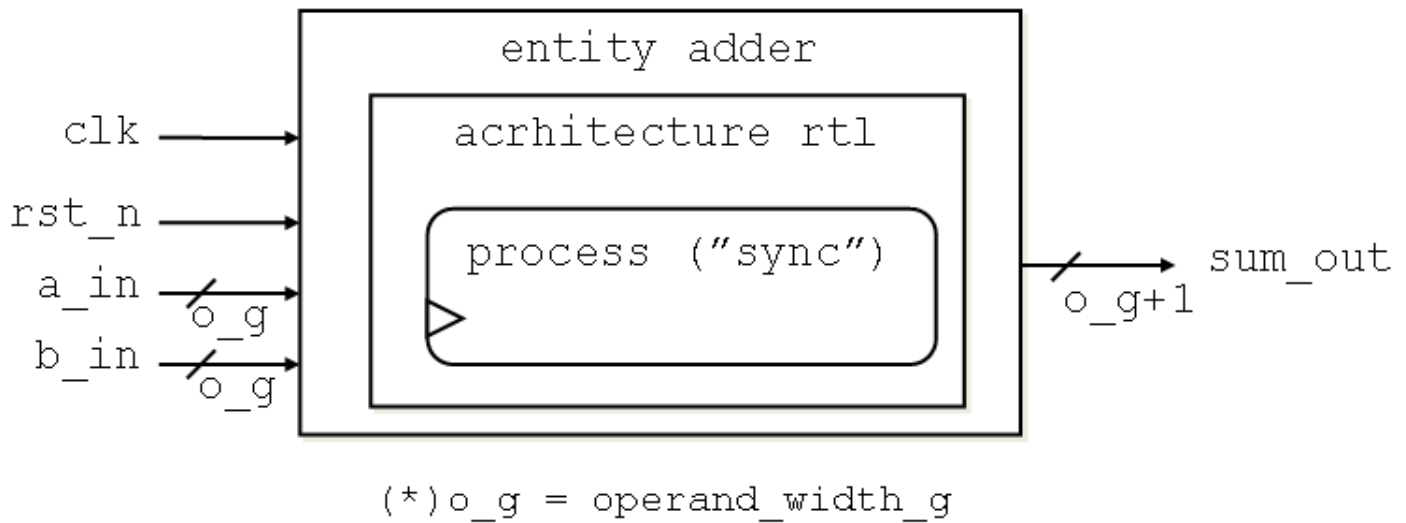 entity adder
acrhitecture rtl
process (”sync”)
clk
rst_n
a_in
o_g
b_in
o_g
sum_out
o_g+1
(*)o_g = operand_width_g